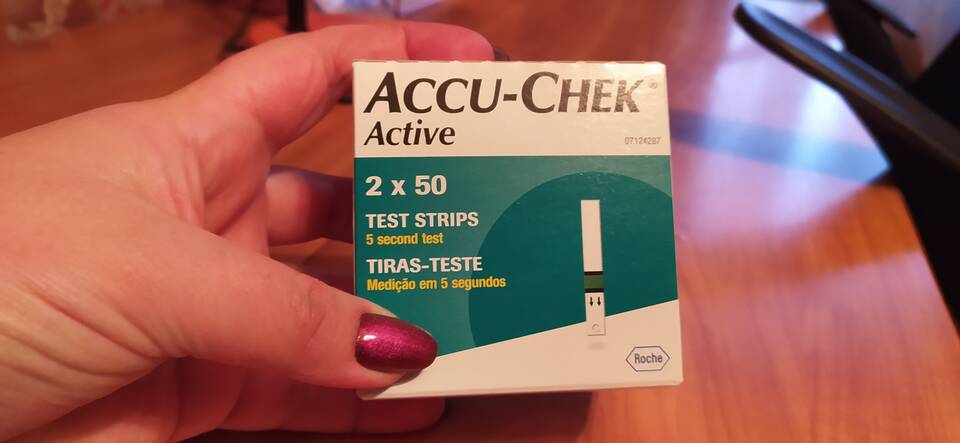 ACCU-CHEK®
Active
07124287
2 x 50
TEST STRIPS
5 second test
TIRAS-TESTE
Medição em 5 segundos
Roche